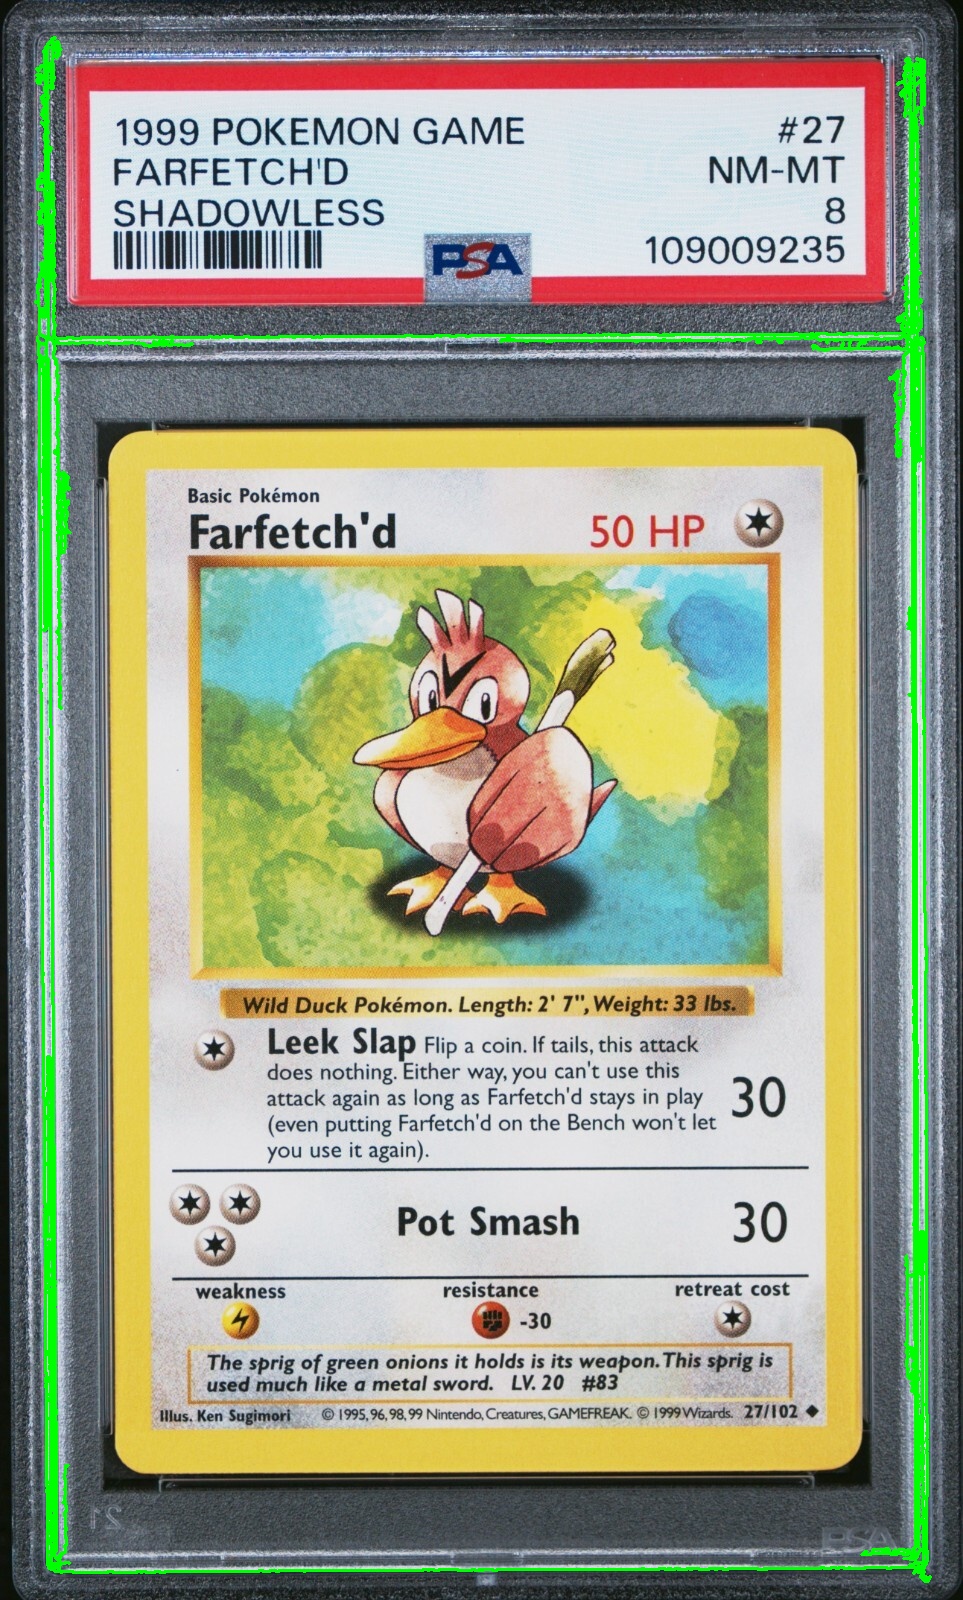 1999 POKEMON GAME #27
FARFETCH'D NM-MT
SHADOWLESS 8
PSA 109009235
Basic Pokémon
Farfetch'd 50 HP
Wild Duck Pokémon. Length: 2' 7", Weight: 33 lbs.
Leek Slap Flip a coin. If tails, this attack
does nothing. Either way, you can't use this
attack again as long as Farfetch'd stays in play 30
(even putting Farfetch'd on the Bench won't let
you use it again).
Pot Smash 30
weakness resistance retreat cost
-30
The sprig of green onions it holds is its weapon. This sprig is
used much like a metal sword. LV. 20 #83
Illus. Ken Sugimori © 1995, 96, 98, 99 Nintendo, Creatures, GAMEFREAK. © 1999 Wizards. 27/102
21 PSA